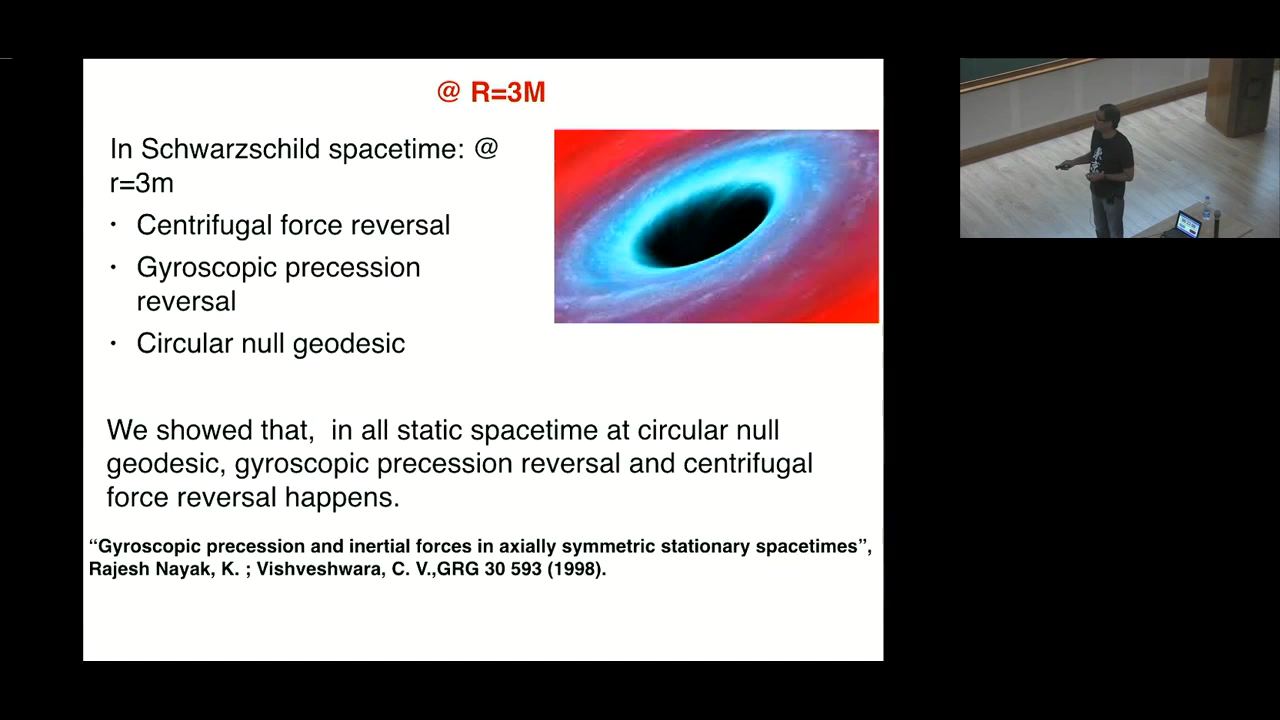 @ R=3M
In Schwarzschild spacetime: @
r=3m
· Centrifugal force reversal
· Gyroscopic precession
reversal
· Circular null geodesic
We showed that,  in all static spacetime at circular null
geodesic, gyroscopic precession reversal and centrifugal
force reversal happens.
“Gyroscopic precession and inertial forces in axially symmetric stationary spacetimes”,
Rajesh Nayak, K. ; Vishveshwara, C. V.,GRG 30 593 (1998).